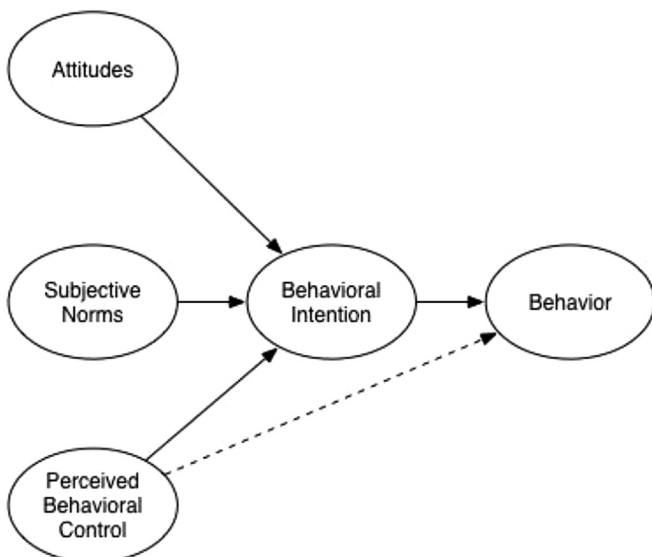 Attitudes
Subjective
Norms
Behavioral
Intention
Behavior
Perceived
Behavioral
Control